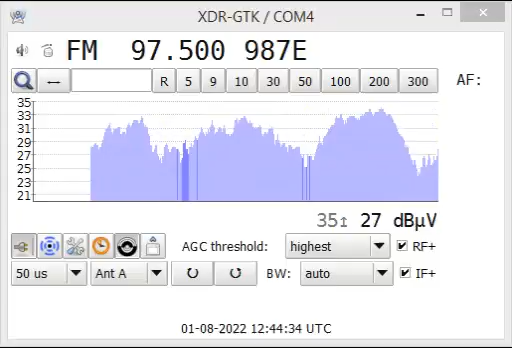 XDR-GTK / COM4
FM 97.500 987E
R 5 9 10 30 50 100 200 300 AF:
35
33
31
29
27
25
23
21
35↕ 27 dBµV
AGC threshold: highest RF+
50 us Ant A BW: auto IF+
01-08-2022 12:44:34 UTC